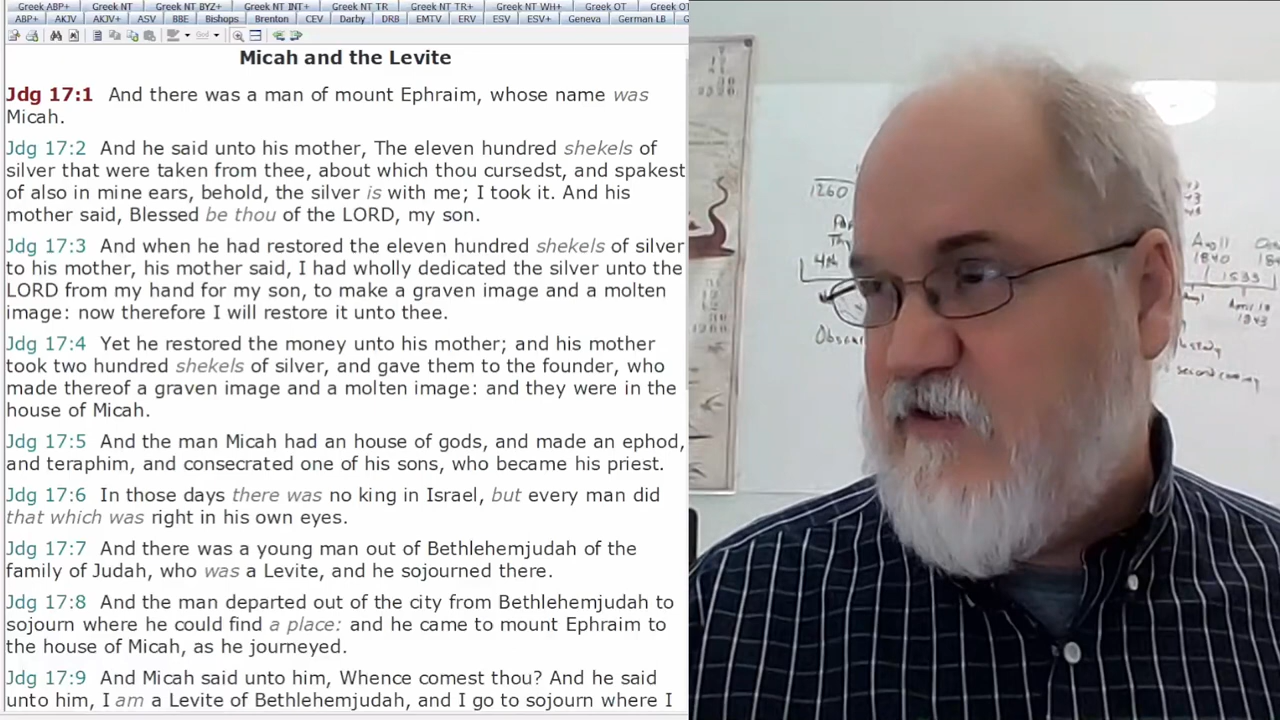 Greek ABP+ Greek NT Greek NT BYZ+ Greek NT INT+ Greek NT TR Greek NT TR+ Greek NT WH+ Greek OT Greek O
ABP+ AKJV AKJV+ ASV BBE Bishops Brenton CEV Darby DRB EMTV ERV ESV ESV+ Geneva German LB G
Micah and the Levite
Jdg 17:1 And there was a man of mount Ephraim, whose name was
Micah.
Jdg 17:2 And he said unto his mother, The eleven hundred shekels of
silver that were taken from thee, about which thou cursedst, and spakest
of also in mine ears, behold, the silver is with me; I took it. And his
mother said, Blessed be thou of the LORD, my son.
Jdg 17:3 And when he had restored the eleven hundred shekels of silver
to his mother, his mother said, I had wholly dedicated the silver unto the
LORD from my hand for my son, to make a graven image and a molten
image: now therefore I will restore it unto thee.
Jdg 17:4 Yet he restored the money unto his mother; and his mother
took two hundred shekels of silver, and gave them to the founder, who
made thereof a graven image and a molten image: and they were in the
house of Micah.
Jdg 17:5 And the man Micah had an house of gods, and made an ephod,
and teraphim, and consecrated one of his sons, who became his priest.
Jdg 17:6 In those days there was no king in Israel, but every man did
that which was right in his own eyes.
Jdg 17:7 And there was a young man out of Bethlehemjudah of the
family of Judah, who was a Levite, and he sojourned there.
Jdg 17:8 And the man departed out of the city from Bethlehemjudah to
sojourn where he could find a place: and he came to mount Ephraim to
the house of Micah, as he journeyed.
Jdg 17:9 And Micah said unto him, Whence comest thou? And he said
unto him, I am a Levite of Bethlehemjudah, and I go to sojourn where I
1260
Aug 11
1840
1533
April 18
1843
second coming